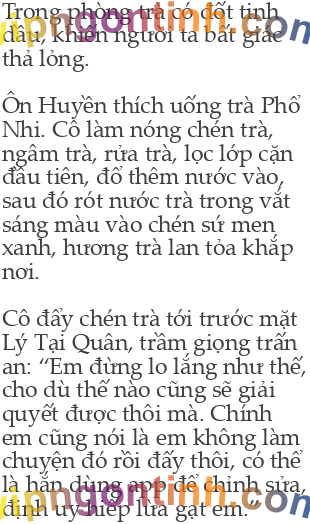 Trong phòng trà có đốt tinh
dầu, khiến người ta bất giác
thả lỏng.
Ôn Huyền thích uống trà Phổ
Nhi. Cô làm nóng chén trà,
ngâm trà, rửa trà, lọc lớp cặn
đầu tiên, đổ thêm nước vào,
sau đó rót nước trà trong vắt
sáng màu vào chén sứ men
xanh, hương trà lan tỏa khắp
nơi.
Cô đẩy chén trà tới trước mặt
Lý Tại Quân, trầm giọng trấn
an: “Em đừng lo lắng như thế,
cho dù thế nào cũng sẽ giải
quyết được thôi mà. Chính
em cũng nói là em không làm
chuyện đó rồi đấy thôi, có thể
là hắn dùng app để chỉnh sửa,
định uy hiếp lừa gạt em.”
vipngontinh.com
vipngontinh.com